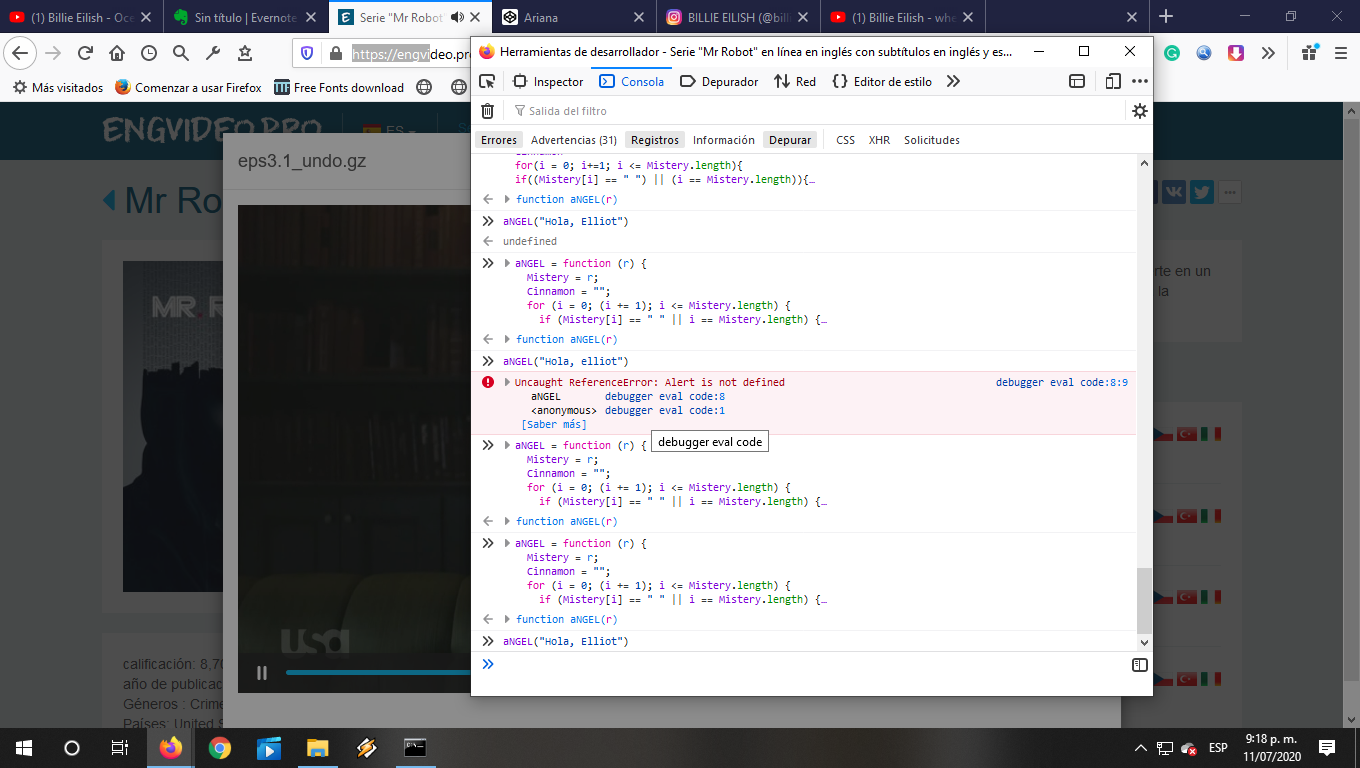 (1) Billie Eilish - Oce
Sin título | Evernote
Serie "Mr Robot
Ariana
BILLIE EILISH (@billi
(1) Billie Eilish - whe
https://engvideo.pro
Herramientas de desarrollador - Serie "Mr Robot" en línea en inglés con subtítulos en inglés y es...
Más visitados
Comenzar a usar Firefox
Free Fonts download
Inspector
Consola
Depurador
Red
Editor de estilo
Salida del filtro
Errores
Advertencias (31)
Registros
Información
Depurar
CSS
XHR
Solicitudes
ENGVIDEO.PRO
ES
eps3.1_undo.gz
Mr Ro
MR. R
rte en un
la
for(i = 0; i+=1; i <= Mistery.length){
if((Mistery[i] == " ") || (i == Mistery.length)){…
function aNGEL(r)
aNGEL("Hola, Elliot")
undefined
aNGEL = function (r) {
Mistery = r;
Cinnamon = "";
for (i = 0; (i += 1); i <= Mistery.length) {
if (Mistery[i] == " " || i == Mistery.length) {…
function aNGEL(r)
aNGEL("Hola, elliot")
Uncaught ReferenceError: Alert is not defined
debugger eval code:8:9
aNGEL debugger eval code:8
<anonymous> debugger eval code:1
[Saber más]
debugger eval code
aNGEL = function (r) {
Mistery = r;
Cinnamon = "";
for (i = 0; (i += 1); i <= Mistery.length) {
if (Mistery[i] == " " || i == Mistery.length) {…
function aNGEL(r)
aNGEL = function (r) {
Mistery = r;
Cinnamon = "";
for (i = 0; (i += 1); i <= Mistery.length) {
if (Mistery[i] == " " || i == Mistery.length) {…
function aNGEL(r)
aNGEL("Hola, Elliot")
usa
calificación: 8,70
año de publicac
Géneros : Crime
Países: United S
ESP
9:18 p. m.
11/07/2020